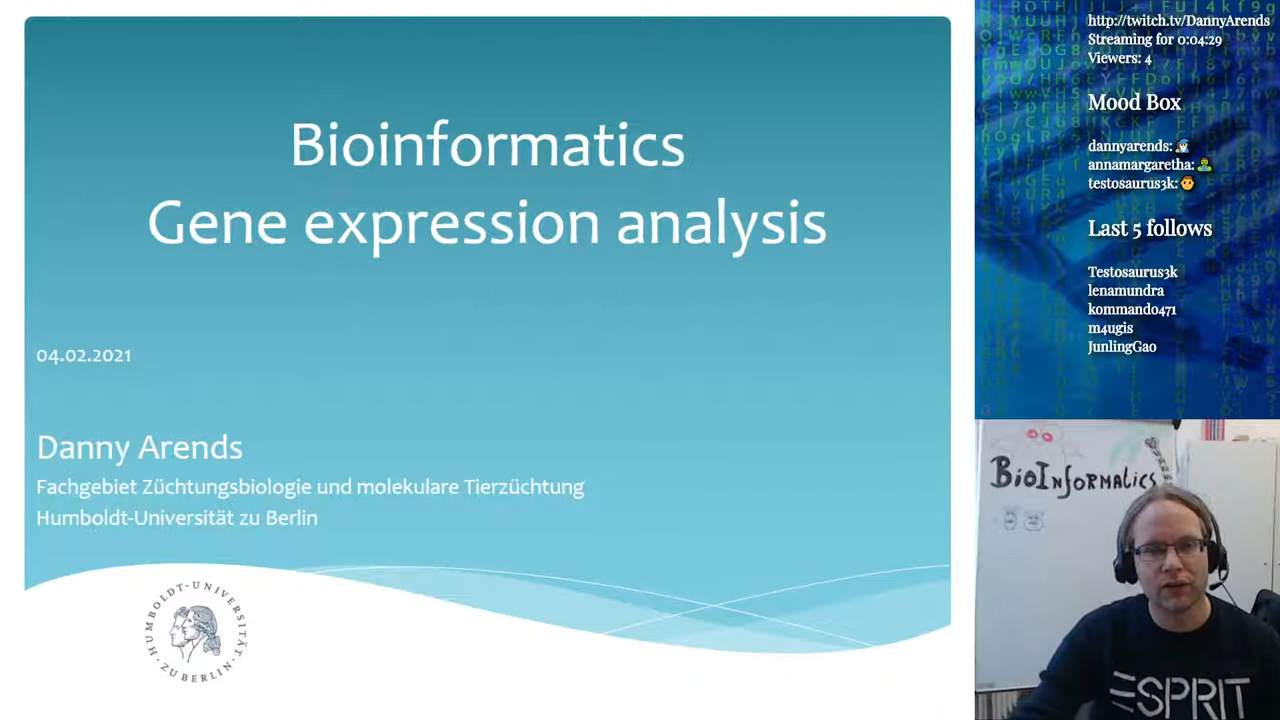 Bioinformatics
Gene expression analysis
04.02.2021
Danny Arends
Fachgebiet Züchtungsbiologie und molekulare Tierzüchtung
Humboldt-Universität zu Berlin
HUMBOLDT-UNIVERSITÄT
ZU BERLIN
http://twitch.tv/DannyArends
Streaming for 0:04:29
Viewers: 4
Mood Box
dannyarends:
annamargaretha:
testosaurus3k:
Last 5 follows
Testosaurus3k
lenamundra
kommando471
m4ugis
JunlingGao
BioInformatics
ESPRIT